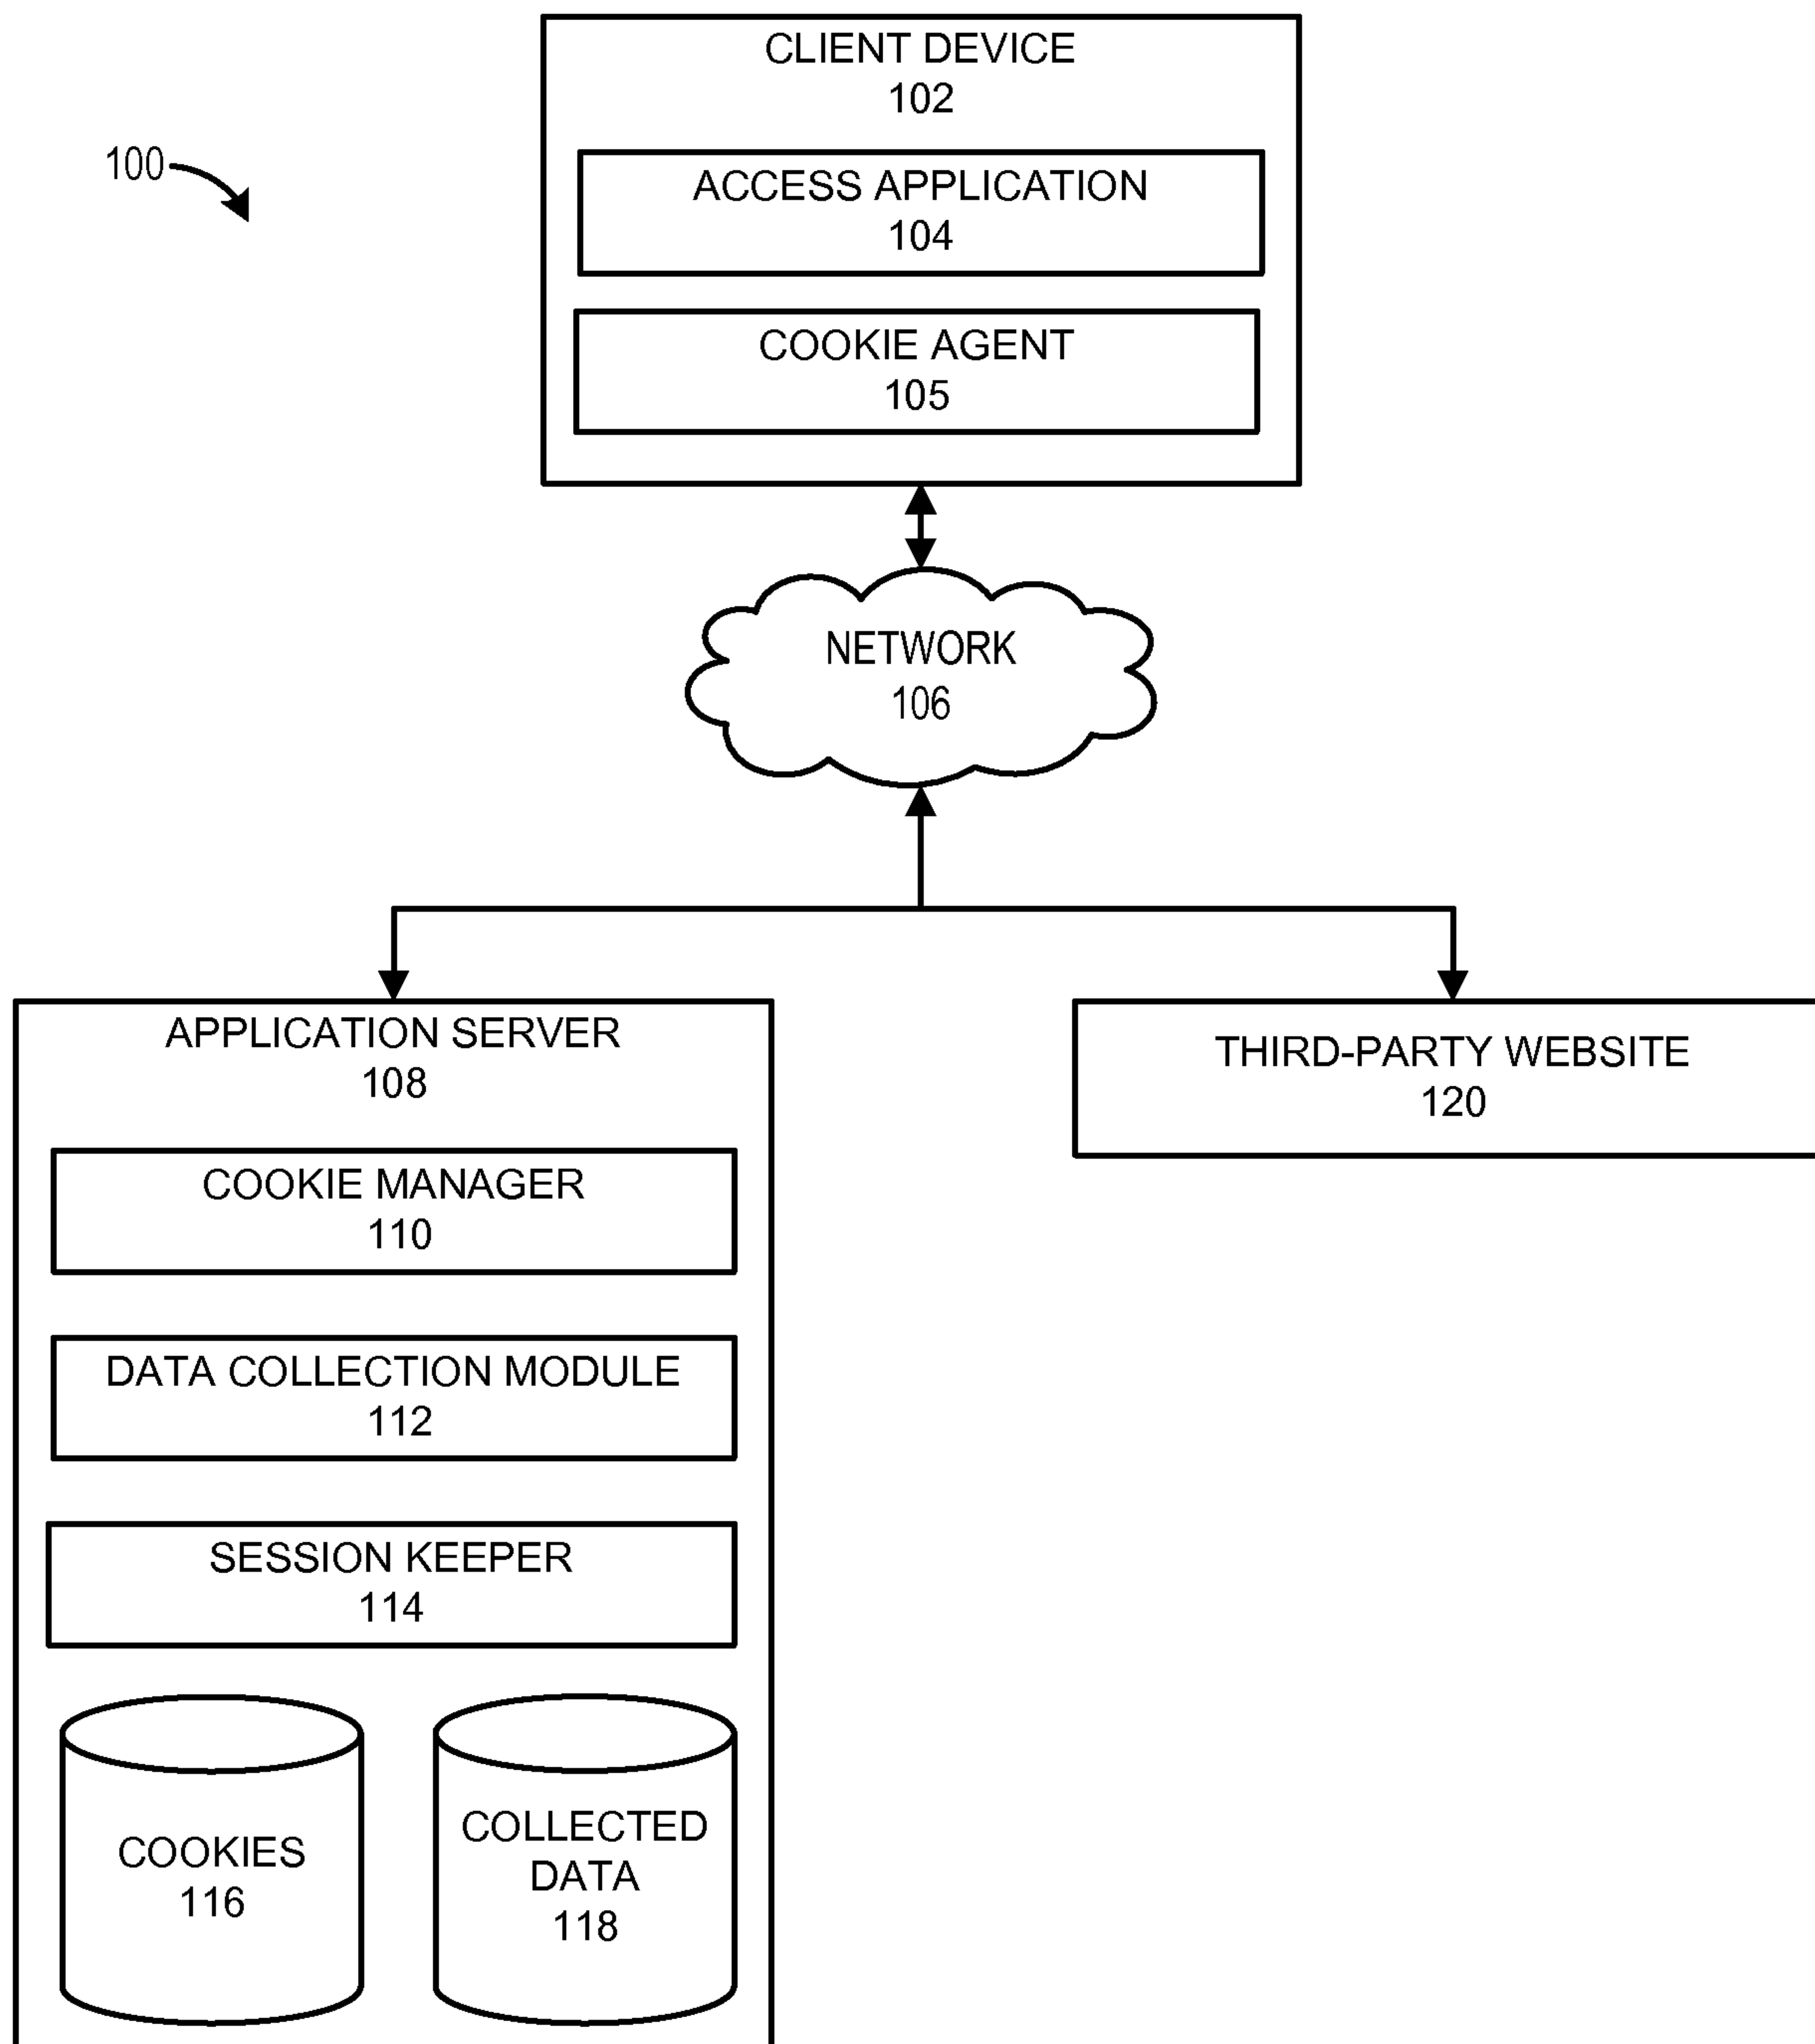 CLIENT DEVICE
102
100
ACCESS APPLICATION
104
COOKIE AGENT
105
NETWORK
106
APPLICATION SERVER
108
THIRD-PARTY WEBSITE
120
COOKIE MANAGER
110
DATA COLLECTION MODULE
112
SESSION KEEPER
114
COOKIES
116
COLLECTED
DATA
118